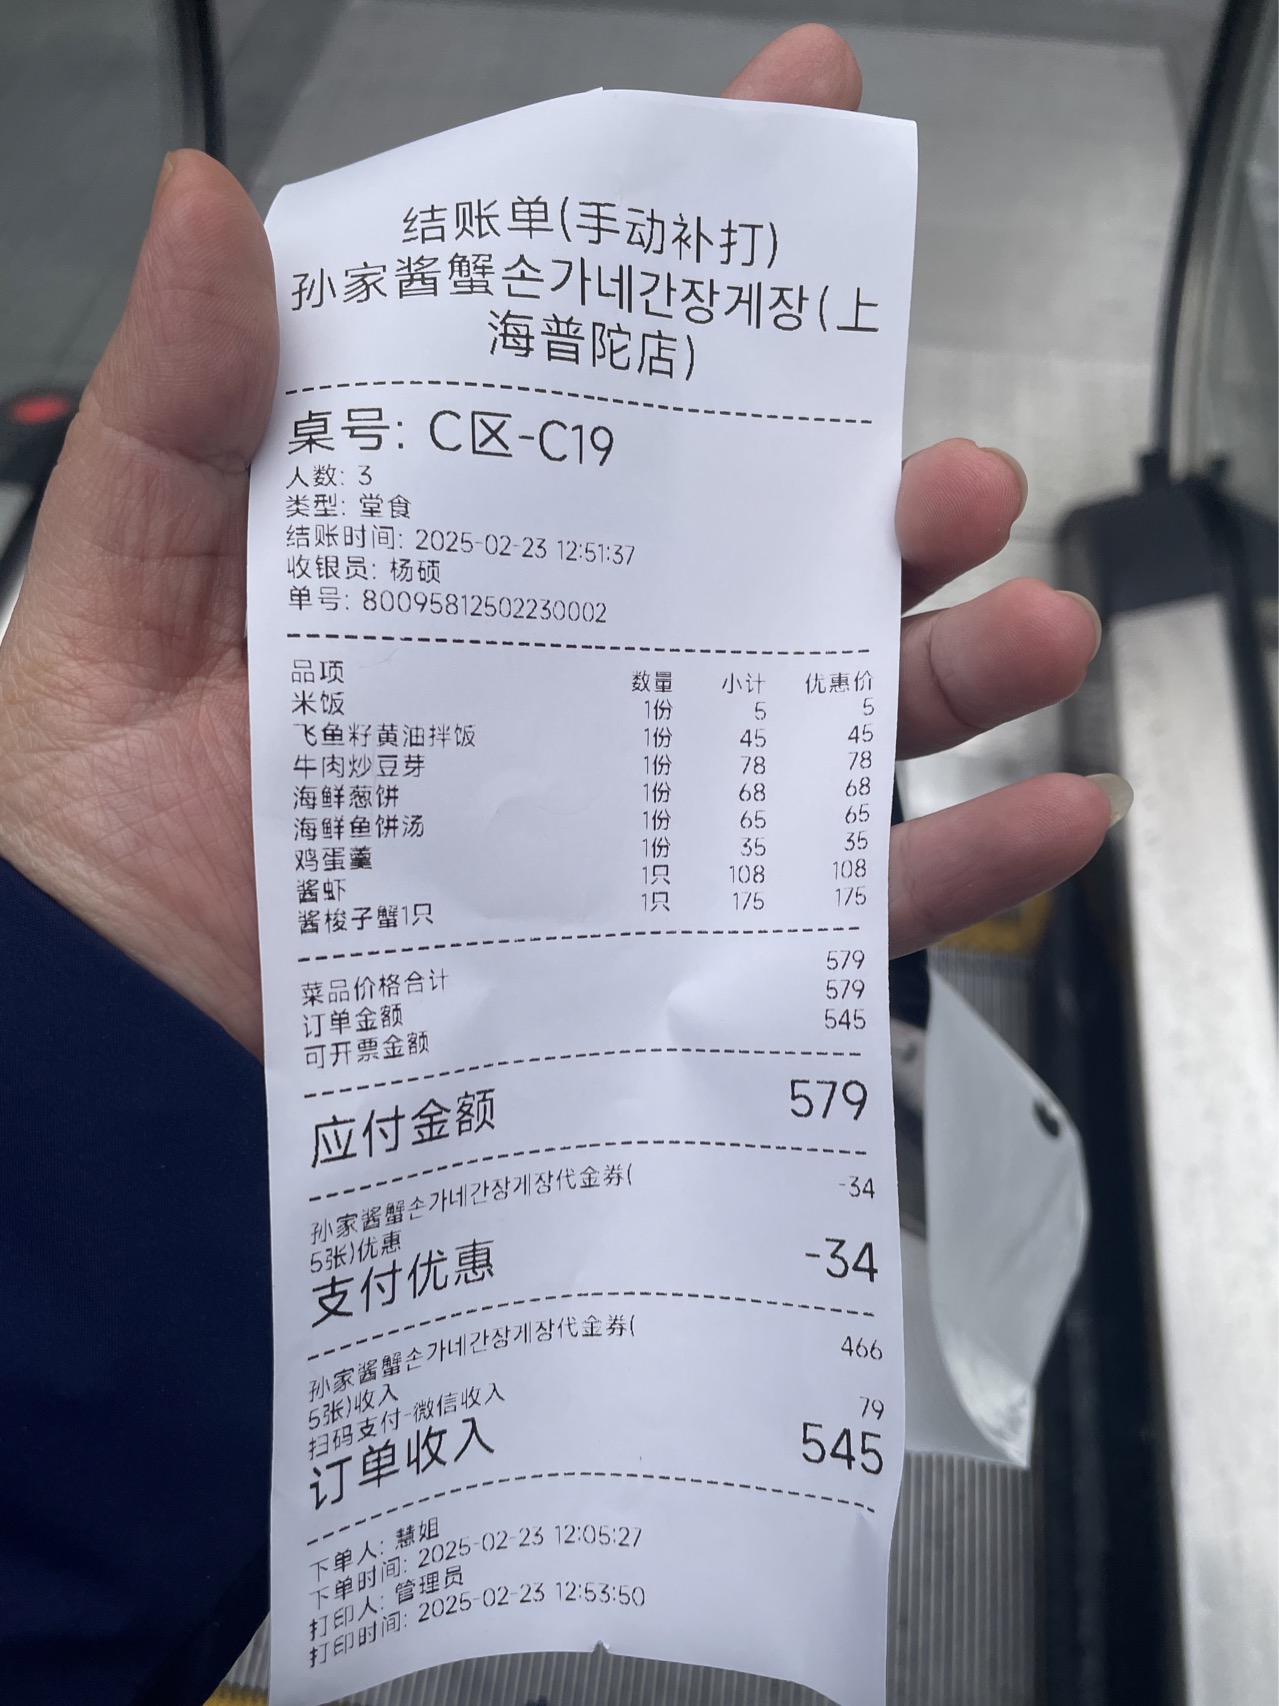 结账单(手动补打)
孙家酱蟹손가네간장게장(上
海普陀店)
桌号: C区-C19
人数: 3
类型: 堂食
结账时间: 2025-02-23 12:51:37
收银员: 杨硕
单号: 80095812502230002
品项 数量 小计 优惠价
米饭 1份 5 5
飞鱼籽黄油拌饭 1份 45 45
牛肉炒豆芽 1份 78 78
海鲜葱饼 1份 68 68
海鲜鱼饼汤 1份 65 65
鸡蛋羹 1份 35 35
酱虾 1只 108 108
酱梭子蟹1只 1只 175 175
菜品价格合计 579
订单金额 579
可开票金额 545
应付金额 579
孙家酱蟹손가네간장게장代金券( -34
5张)优惠
支付优惠 -34
孙家酱蟹손가네간장게장代金券( 466
5张)收入
扫码支付-微信收入 79
订单收入 545
下单人: 慧姐
下单时间: 2025-02-23 12:05:27
打印人: 管理员
打印时间: 2025-02-23 12:53:50